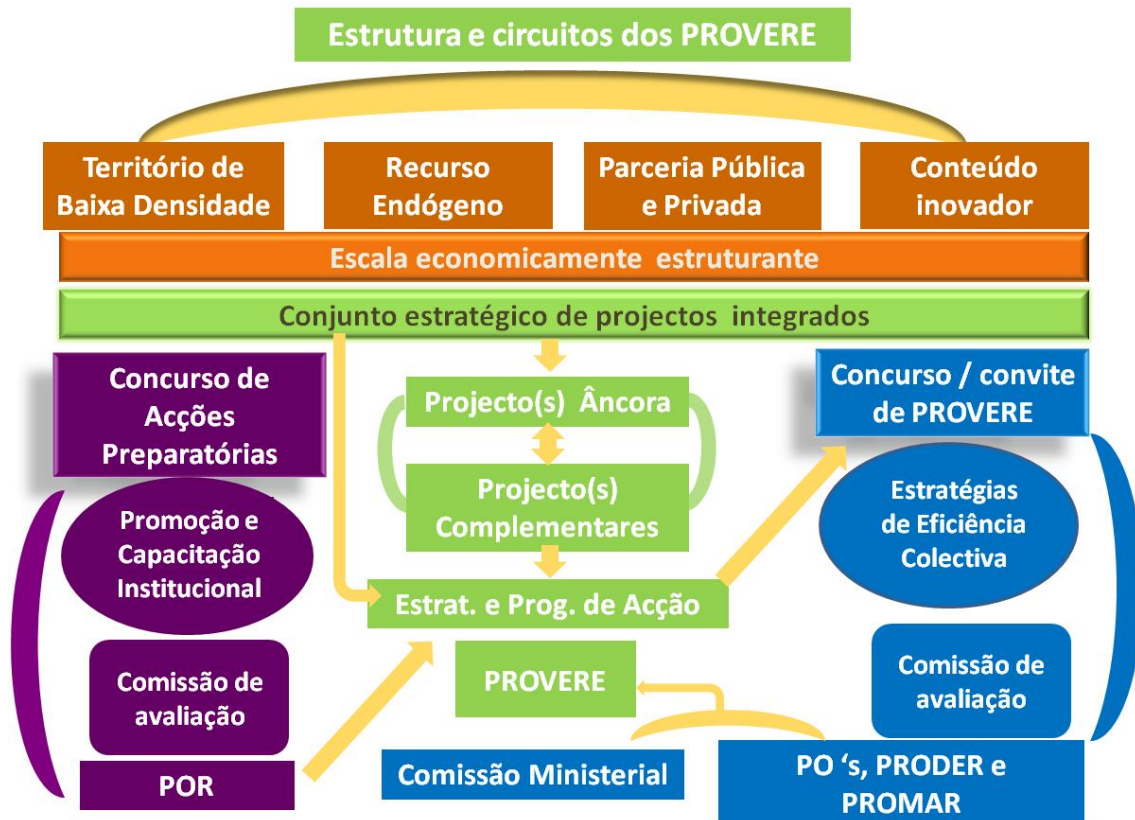 Estrutura e circuitos dos PROVERE
Território de
Baixa Densidade
Recurso
Endógeno
Parceria Pública
e Privada
Conteúdo
inovador
Escala economicamente estruturante
Conjunto estratégico de projectos integrados
Concurso de
Acções
Preparatórias
Promoção e
Capacitação
Institucional
Comissão de
avaliação
POR
Projecto(s) Âncora
Projecto(s)
Complementares
Estrat. e Prog. de Acção
PROVERE
Comissão Ministerial
Concurso / convite
de PROVERE
Estratégias
de Eficiência
Colectiva
Comissão de
avaliação
PO ‘s, PRODER e
PROMAR